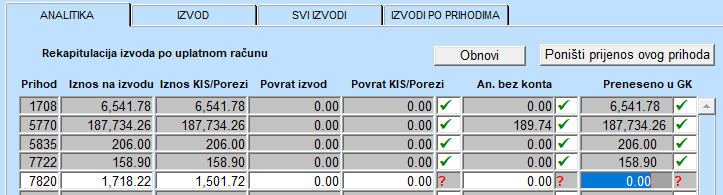 ANALITIKA IZVOD SVI IZVODI IZVODI PO PRIHODIMA
Rekapitulacija izvoda po uplatnom računu Obnovi Poništi prijenos ovog prihoda
Prihod Iznos na izvodu Iznos KIS/Porezi Povrat izvod Povrat KIS/Porezi An. bez konta Preneseno u GK
1708 6,541.78 6,541.78 0.00 0.00 ✓ 0.00 ✓ 6,541.78 ✓
5770 187,734.26 187,734.26 0.00 0.00 ✓ 189.74 ✓ 187,734.26 ✓
5835 206.00 206.00 0.00 0.00 ✓ 0.00 ✓ 206.00 ✓
7722 158.90 158.90 0.00 0.00 ✓ 0.00 ✓ 158.90 ✓
7820 1,718.22 1,501.72 0.00 0.00 ? 0.00 ? 0.00 ?